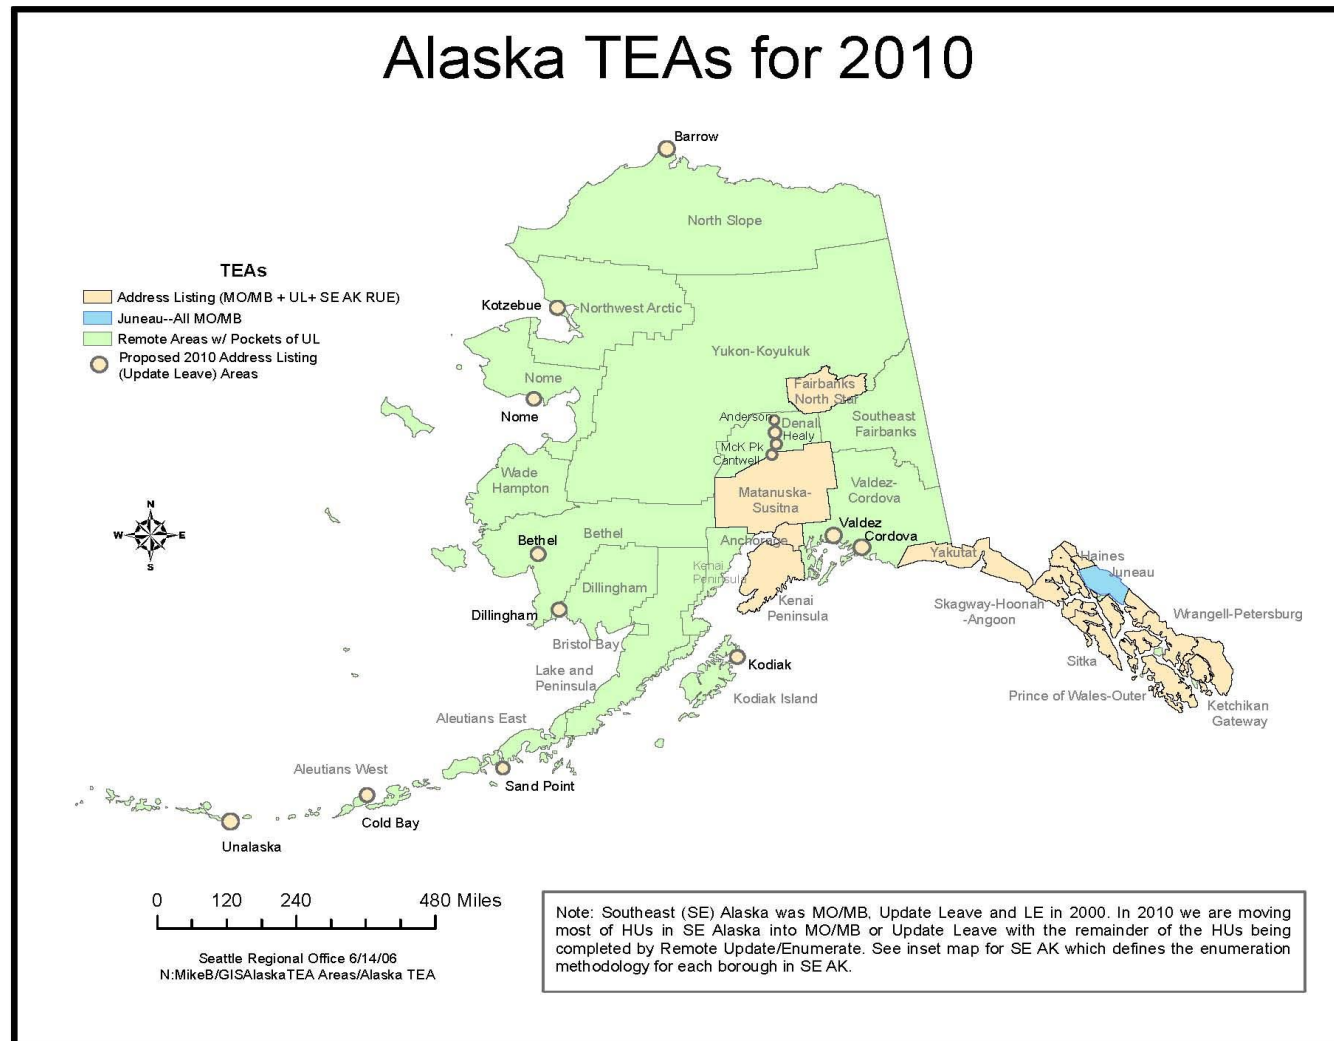 Alaska TEAs for 2010
Barrow
North Slope
TEAs
Address Listing (MO/MB + UL+ SE AK RUE)
Juneau--All MO/MB
Remote Areas w/ Pockets of UL
Proposed 2010 Address Listing
(Update Leave) Areas
Kotzebue
Northwest Arctic
Yukon-Koyukuk
Nome
Nome
Fairbanks
North Star
Southeast
Fairbanks
Anderson
Denali
Healy
McK Pk
Cantwell
Wade
Hampton
Matanuska-
Susitna
Valdez-
Cordova
N
W
E
S
Bethel
Bethel
Anchorage
Valdez
Cordova
Yakutat
Haines
Juneau
Kenai
Peninsula
Dillingham
Dillingham
Kenai
Peninsula
Skagway-Hoonah
-Angoon
Wrangell-Petersburg
Bristol Bay
Lake and
Peninsula
Kodiak
Kodiak Island
Sitka
Prince of Wales-Outer
Ketchikan
Gateway
Aleutians East
Aleutians West
Sand Point
Cold Bay
Unalaska
0 120 240 480 Miles
Seattle Regional Office 6/14/06
N:MikeB/GISAlaskaTEA Areas/Alaska TEA
Note: Southeast (SE) Alaska was MO/MB, Update Leave and LE in 2000. In 2010 we are moving
most of HUs in SE Alaska into MO/MB or Update Leave with the remainder of the HUs being
completed by Remote Update/Enumerate. See inset map for SE AK which defines the enumeration
methodology for each borough in SE AK.